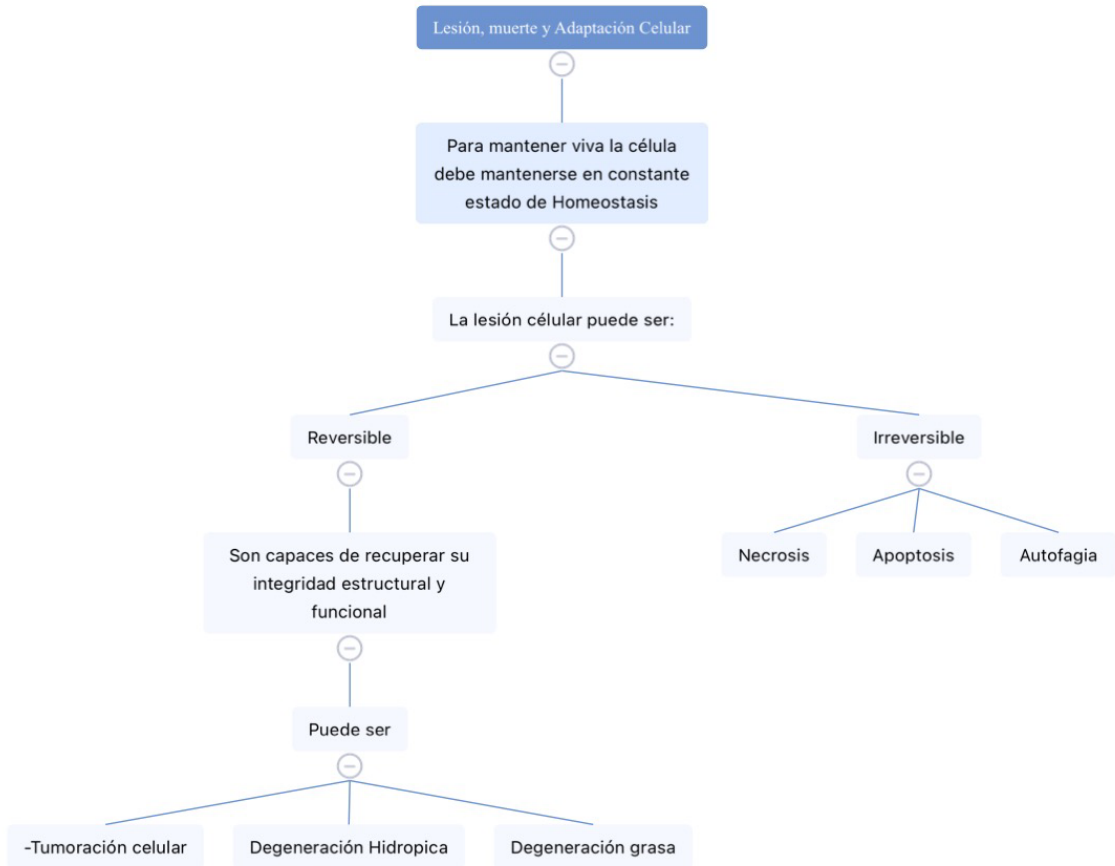 Lesión, muerte y Adaptación Celular
Para mantener viva la célula
debe mantenerse en constante
estado de Homeostasis
La lesión célular puede ser:
Reversible
Irreversible
Son capaces de recuperar su
integridad estructural y
funcional
Necrosis
Apoptosis
Autofagia
Puede ser
-Tumoración celular
Degeneración Hidropica
Degeneración grasa